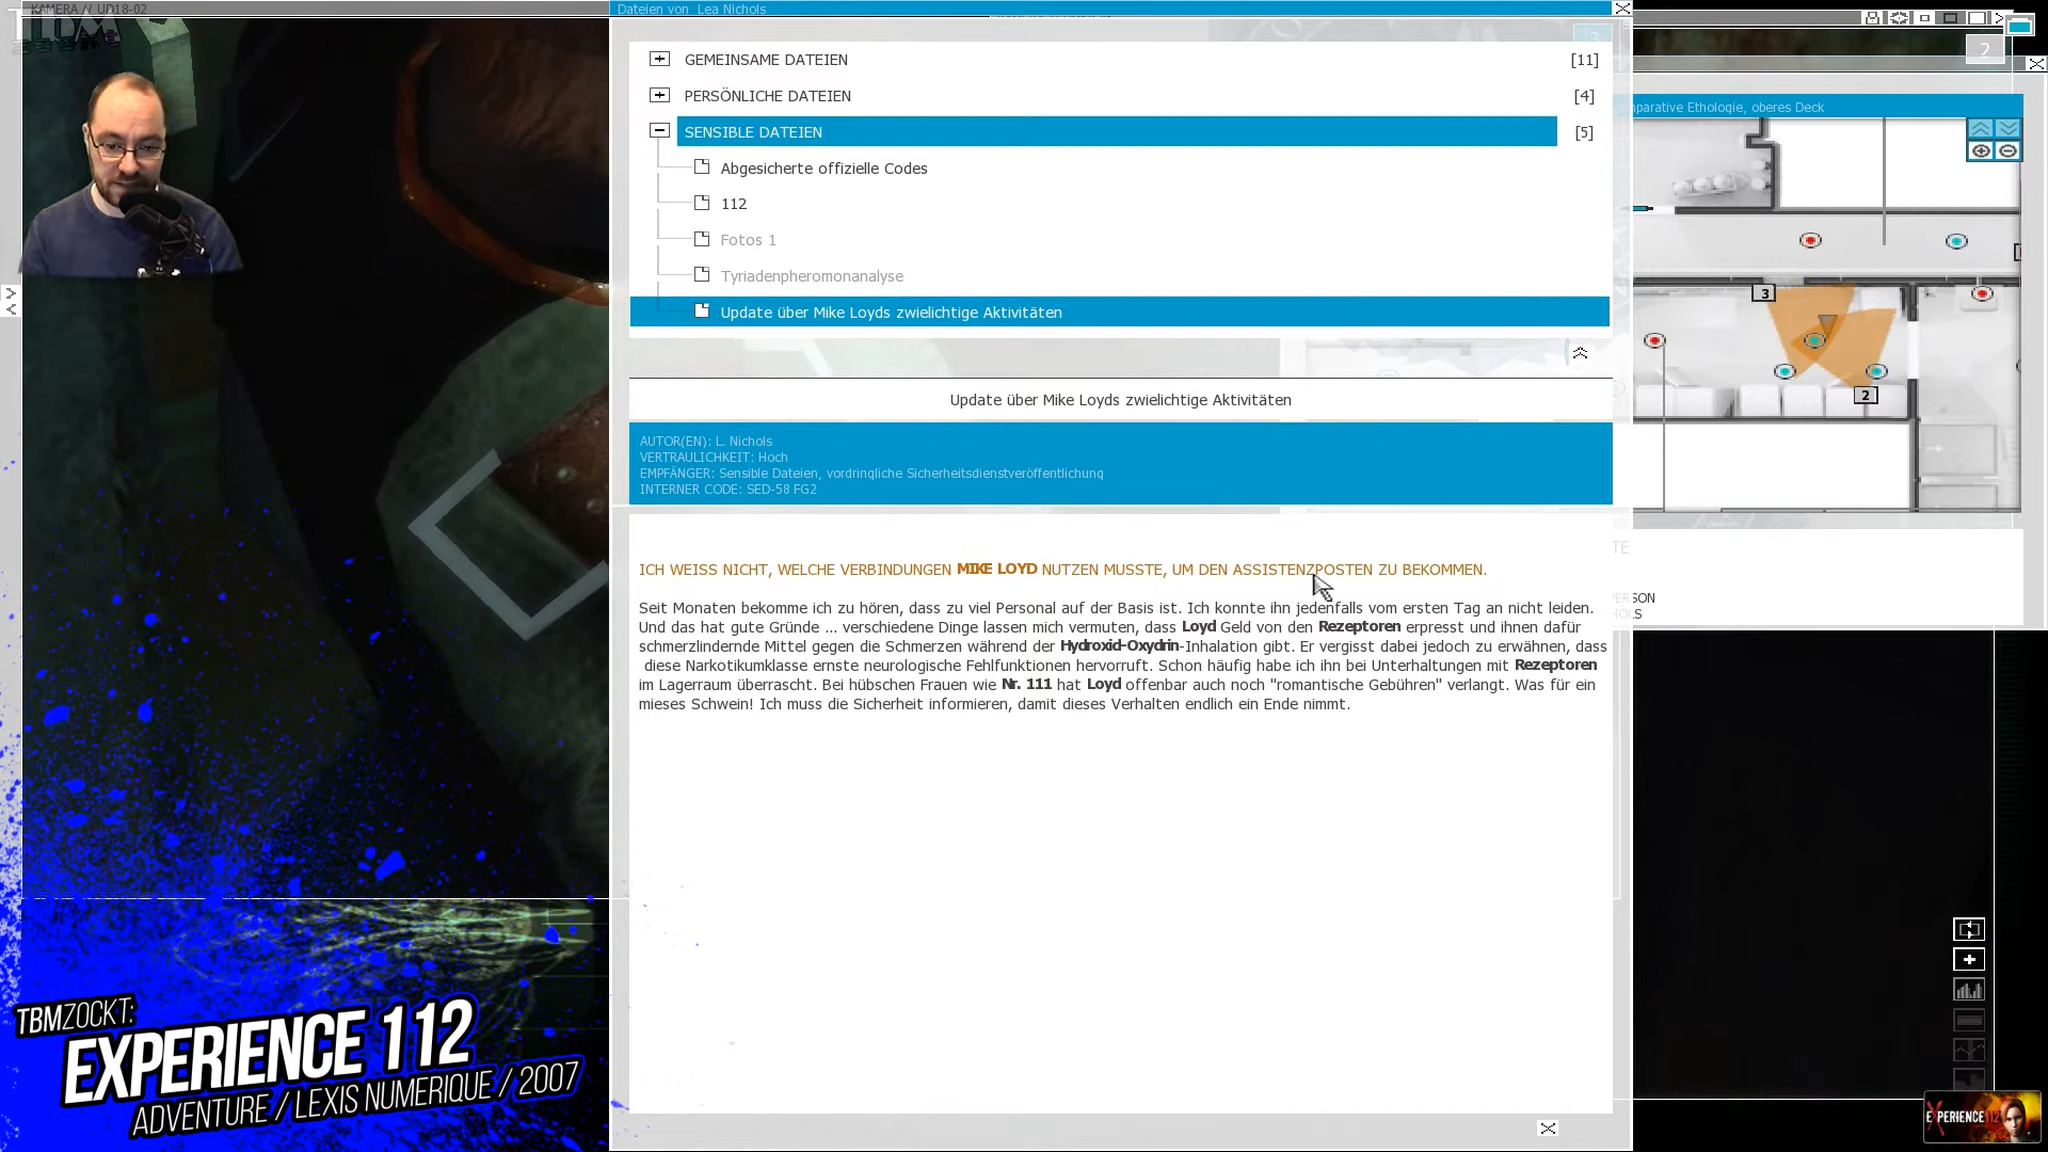 KAMERA // UD18-02
TBM
Dateien von Lea Nichols
GEMEINSAME DATEIEN [11]
PERSÖNLICHE DATEIEN [4]
SENSIBLE DATEIEN [5]
Abgesicherte offizielle Codes
112
Fotos 1
Tyriadenpheromonanalyse
Update über Mike Loyds zwielichtige Aktivitäten
Update über Mike Loyds zwielichtige Aktivitäten
AUTOR(EN): L. Nichols
VERTRAULICHKEIT: Hoch
EMPFÄNGER: Sensible Dateien, vordringliche Sicherheitsdienstveröffentlichung
INTERNER CODE: SED-58 FG2
ICH WEISS NICHT, WELCHE VERBINDUNGEN MIKE LOYD NUTZEN MUSSTE, UM DEN ASSISTENZPOSTEN ZU BEKOMMEN.
Seit Monaten bekomme ich zu hören, dass zu viel Personal auf der Basis ist. Ich konnte ihn jedenfalls vom ersten Tag an nicht leiden.
Und das hat gute Gründe ... verschiedene Dinge lassen mich vermuten, dass Loyd Geld von den Rezeptoren erpresst und ihnen dafür
schmerzlindernde Mittel gegen die Schmerzen während der Hydroxid-Oxydrin-Inhalation gibt. Er vergisst dabei jedoch zu erwähnen, dass
diese Narkotikumklasse ernste neurologische Fehlfunktionen hervorruft. Schon häufig habe ich ihn bei Unterhaltungen mit Rezeptoren
im Lagerraum überrascht. Bei hübschen Frauen wie Nr. 111 hat Loyd offenbar auch noch "romantische Gebühren" verlangt. Was für ein
mieses Schwein! Ich muss die Sicherheit informieren, damit dieses Verhalten endlich ein Ende nimmt.
2
mparative Ethologie, oberes Deck
3
2
TE
ERSON
HOLS
TBMZOCKT:
EXPERIENCE 112
ADVENTURE / LEXIS NUMERIQUE / 2007
EXPERIENCE 112